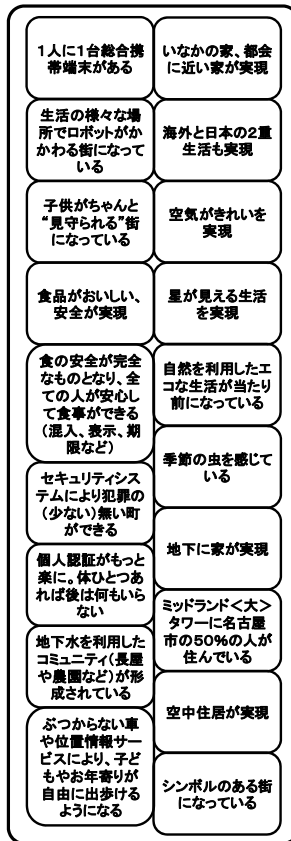 1人に1台総合携
帯端末がある
生活の様々な場
所でロボットがか
かわる街になって
いる
子供がちゃんと
“見守られる”街
になっている
食品がおいしい、
安全が実現
食の安全が完全
なものとなり、全
ての人が安心し
て食事ができる
(混入、表示、期
限など)
セキュリティシス
テムにより犯罪の
(少ない)無い町
ができる
個人認証がもっと
楽に。体ひとつあ
れば後は何もいら
ない
地下水を利用した
コミュニティ(長屋
や農園など)が形
成されている
ぶつからない車
や位置情報サー
ビスにより、子ど
もやお年寄りが
自由に出歩ける
ようになる
いなかの家、都会
に近い家が実現
海外と日本の2重
生活も実現
空気がきれいを
実現
星が見える生活
を実現
自然を利用したエ
コな生活が当たり
前になっている
季節の虫を感じて
いる
地下に家が実現
ミッドランド<大>
タワーに名古屋
市の50%の人が
住んでいる
空中住居が実現
シンボルのある街
になっている